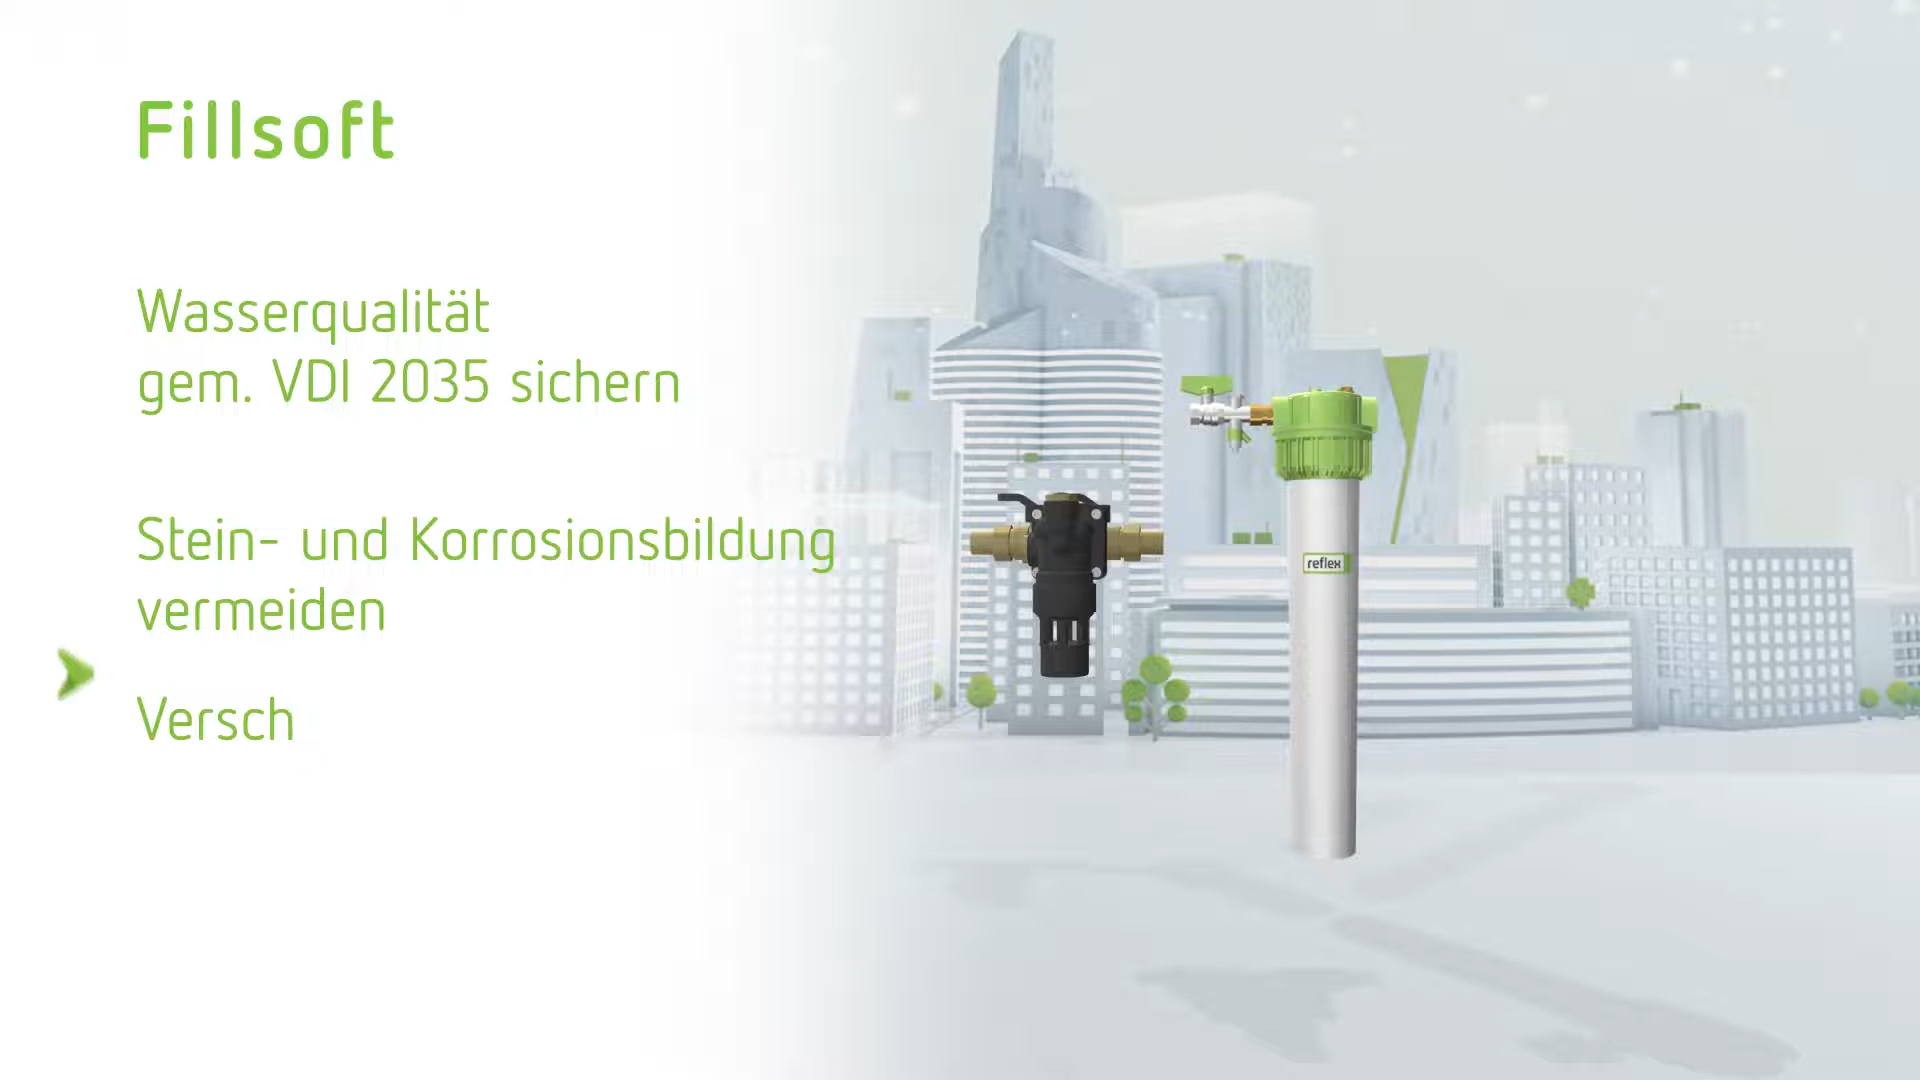 Fillsoft
Wasserqualität
gem. VDI 2035 sichern
Stein- und Korrosionsbildung
vermeiden
Versch
reflex